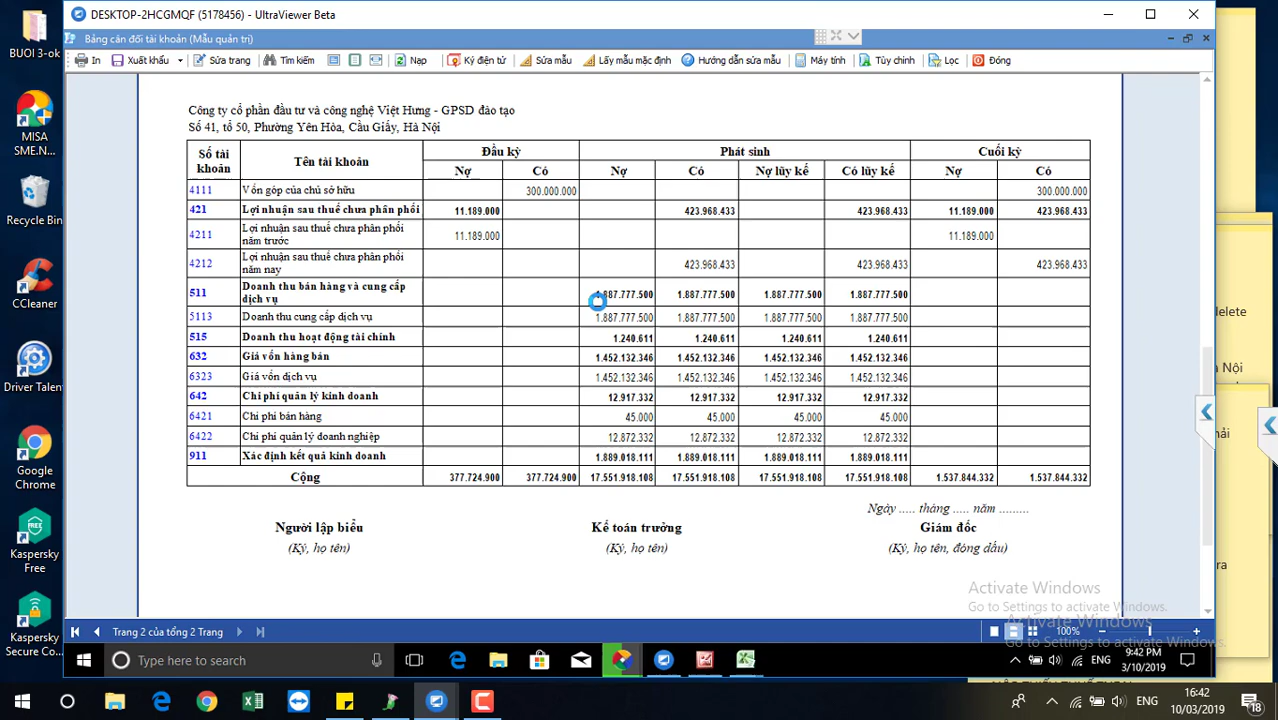 DESKTOP-2HCGMQF (5178456) - UltraViewer Beta
Bảng cân đối tài khoản (Mẫu quản trị)
In Xuất khẩu Sửa trang Tìm kiếm Nạp Ký điện tử Sửa mẫu Lấy mẫu mặc định Hướng dẫn sửa mẫu Máy tính Tùy chỉnh Lọc Đóng
Công ty cổ phần đầu tư và công nghệ Việt Hưng - GPSD đào tạo
Số 41, tổ 50, Phường Yên Hòa, Cầu Giấy, Hà Nội
Số tài khoản Tên tài khoản Đầu kỳ Phát sinh Cuối kỳ
Nợ Có Nợ Có Nợ lũy kế Có lũy kế Nợ Có
4111 Vốn góp của chủ sở hữu 300.000.000 300.000.000
421 Lợi nhuận sau thuế chưa phân phối 11.189.000 423.968.433 423.968.433 11.189.000 423.968.433
4211 Lợi nhuận sau thuế chưa phân phối năm trước 11.189.000 11.189.000
4212 Lợi nhuận sau thuế chưa phân phối năm nay 423.968.433 423.968.433 423.968.433
511 Doanh thu bán hàng và cung cấp dịch vụ 1.887.777.500 1.887.777.500 1.887.777.500 1.887.777.500
5113 Doanh thu cung cấp dịch vụ 1.887.777.500 1.887.777.500 1.887.777.500 1.887.777.500
515 Doanh thu hoạt động tài chính 1.240.611 1.240.611 1.240.611 1.240.611
632 Giá vốn hàng bán 1.452.132.346 1.452.132.346 1.452.132.346 1.452.132.346
6323 Giá vốn dịch vụ 1.452.132.346 1.452.132.346 1.452.132.346 1.452.132.346
642 Chi phí quản lý kinh doanh 12.917.332 12.917.332 12.917.332 12.917.332
6421 Chi phí bán hàng 45.000 45.000 45.000 45.000
6422 Chi phí quản lý doanh nghiệp 12.872.332 12.872.332 12.872.332 12.872.332
911 Xác định kết quả kinh doanh 1.889.018.111 1.889.018.111 1.889.018.111 1.889.018.111
Cộng 377.724.900 377.724.900 17.551.918.108 17.551.918.108 17.551.918.108 17.551.918.108 1.537.844.332 1.537.844.332
Ngày ..... tháng ..... năm .........
Người lập biểu Kế toán trưởng Giám đốc
(Ký, họ tên) (Ký, họ tên) (Ký, họ tên, đóng dấu)
Activate Windows
Go to Settings to activate Windows.
Activate Windows
Go to Settings to activate Windows.
Trang 2 của tổng 2 Trang 100%
Type here to search
ENG
9:42 PM
3/10/2019
ENG
16:42
10/03/2019
18
BUOI 3-ok
MISA
SME.N...
Recycle Bin
CCleaner
Driver Talent
Google
Chrome
Kaspersky
Free
Kaspersky
Secure Co...
elete
Nội
hải
ra